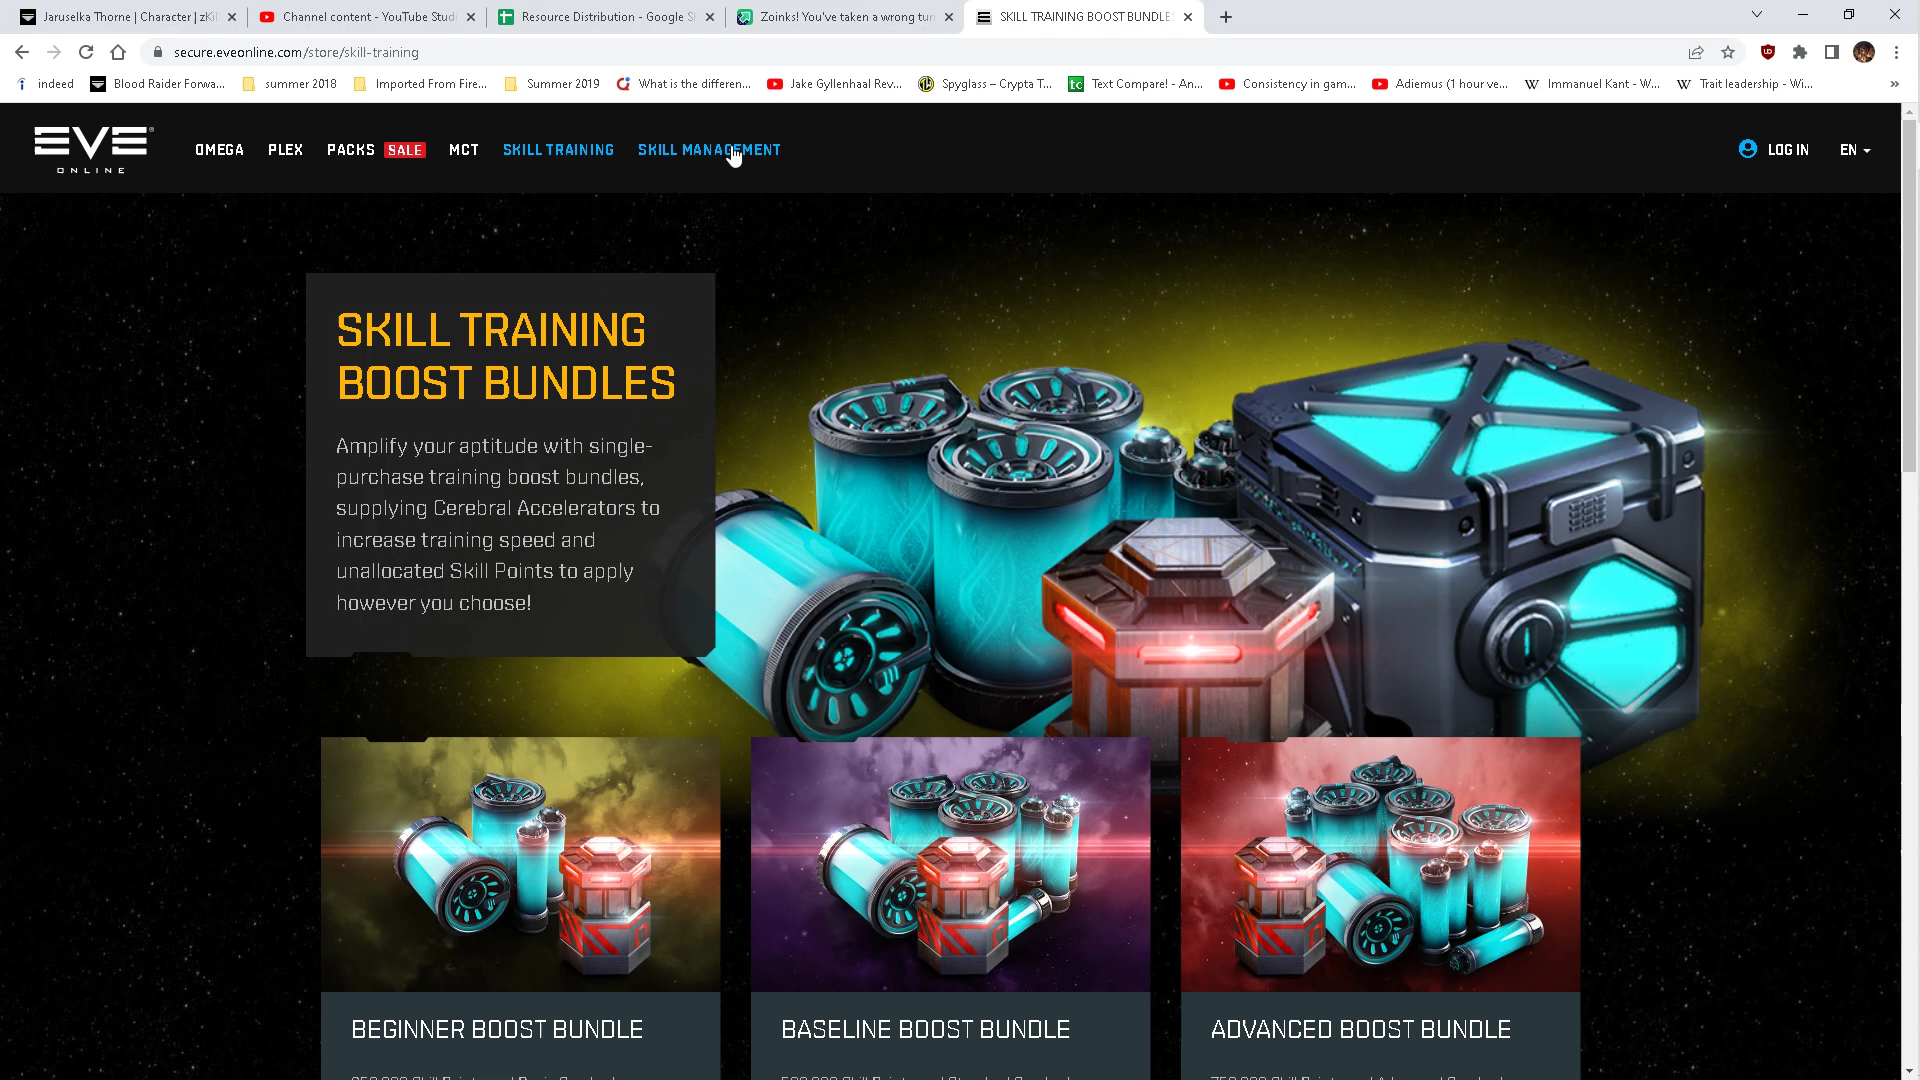 Jaruselka Thorne | Character | zKil
Channel content - YouTube Studi
Resource Distribution - Google S
Zoinks! You've taken a wrong tur
SKILL TRAINING BOOST BUNDLES
secure.eveonline.com/store/skill-training
indeed
Blood Raider Forwa...
summer 2018
Imported From Fire...
Summer 2019
What is the differen...
Jake Gyllenhaal Rev...
Spyglass – Crypta T...
tc
Text Compare! - An...
Consistency in gam...
Adiemus (1 hour ve...
W
Immanuel Kant - W...
W
Trait leadership - Wi...
»
EVE
ONLINE
OMEGA
PLEX
PACKS SALE
MCT
SKILL TRAINING
SKILL MANAGEMENT
LOG IN
EN
SKILL TRAINING
BOOST BUNDLES
Amplify your aptitude with single-
purchase training boost bundles,
supplying Cerebral Accelerators to
increase training speed and
unallocated Skill Points to apply
however you choose!
BEGINNER BOOST BUNDLE
BASELINE BOOST BUNDLE
ADVANCED BOOST BUNDLE